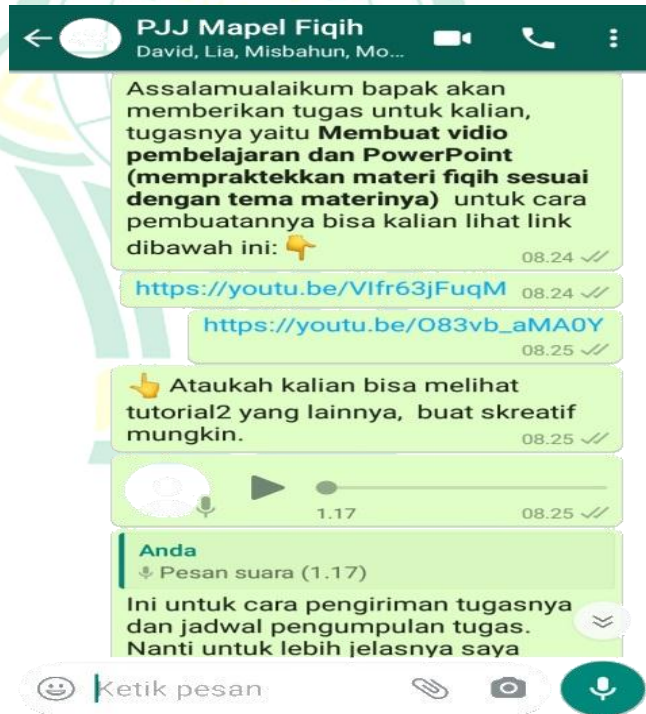 PJJ Mapel Fiqih
David, Lia, Misbahun, Mo...
Assalamualaikum bapak akan
memberikan tugas untuk kalian,
tugasnya yaitu Membuat vidio
pembelajaran dan PowerPoint
(mempraktekkan materi fiqih sesuai
dengan tema materinya) untuk cara
pembuatannya bisa kalian lihat link
dibawah ini: 👇
08.24
https://youtu.be/VIfr63jFuqM 08.24
https://youtu.be/O83vb_aMA0Y
08.25
👆 Ataukah kalian bisa melihat
tutorial2 yang lainnya, buat skreatif
mungkin.
08.25
1.17 08.25
Anda
Pesan suara (1.17)
Ini untuk cara pengiriman tugasnya
dan jadwal pengumpulan tugas.
Nanti untuk lebih jelasnya saya
Ketik pesan